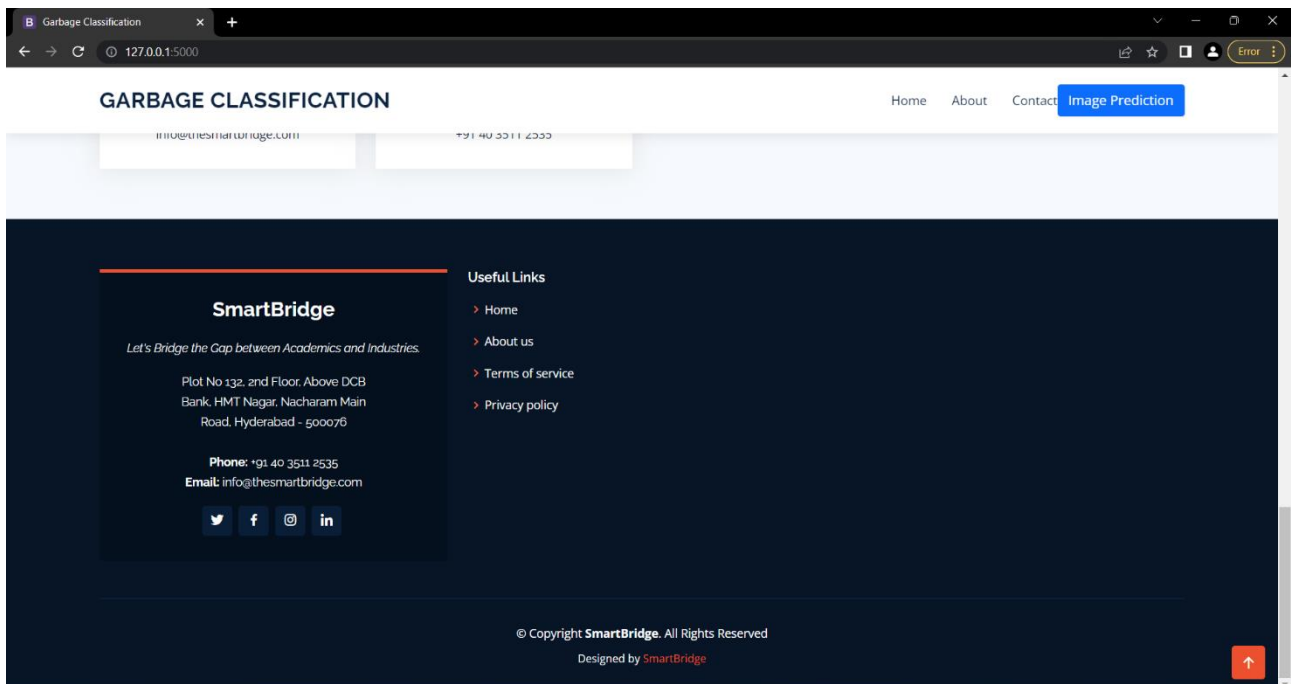 B Garbage Classification
127.0.0.1:5000
Error
GARBAGE CLASSIFICATION
Home About Contact Image Prediction
info@thesmartbridge.com +91 40 3511 2535
SmartBridge
Let's Bridge the Gap between Academics and Industries.
Plot No 132, 2nd Floor, Above DCB
Bank, HMT Nagar, Nacharam Main
Road, Hyderabad - 500076
Phone: +91 40 3511 2535
Email: info@thesmartbridge.com
f in
Useful Links
Home
About us
Terms of service
Privacy policy
© Copyright SmartBridge. All Rights Reserved
Designed by SmartBridge